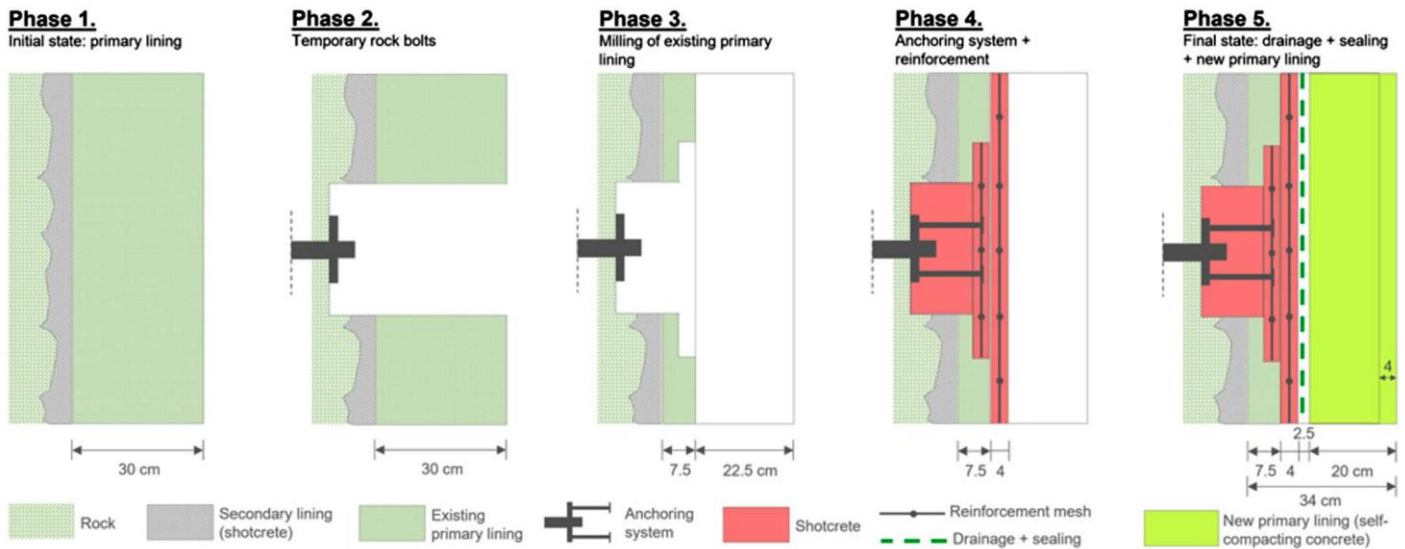 Phase 1.
Initial state: primary lining
Phase 2.
Temporary rock bolts
Phase 3.
Milling of existing primary
lining
Phase 4.
Anchoring system +
reinforcement
Phase 5.
Final state: drainage + sealing
+ new primary lining
4
2.5
30 cm
30 cm
7.5
22.5 cm
7.5
4
7.5
4
20 cm
34 cm
Rock
Secondary lining
(shotcrete)
Existing
primary lining
Anchoring
system
Shotcrete
Reinforcement mesh
Drainage + sealing
New primary lining (self-
compacting concrete)